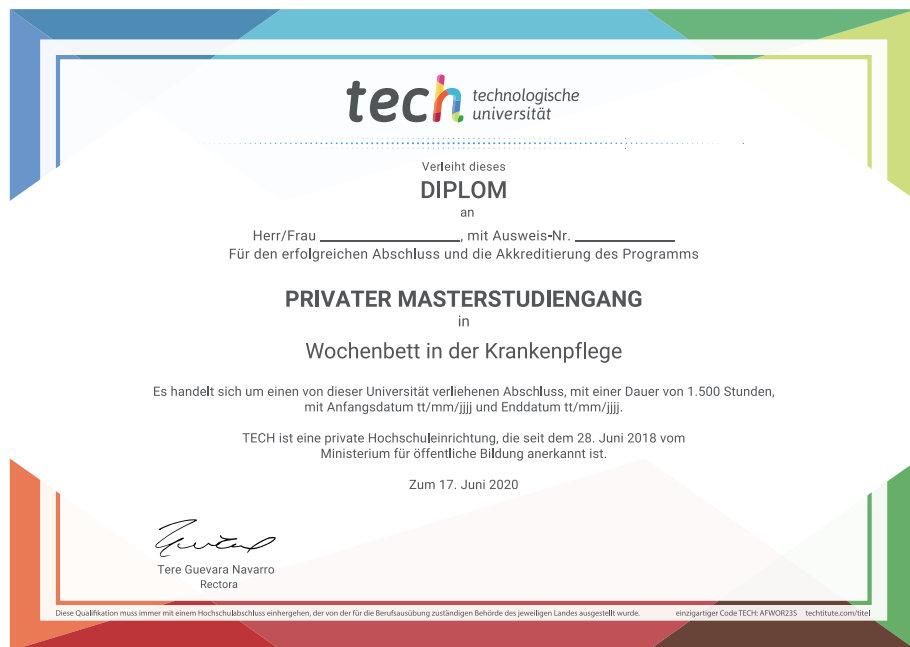 tech technologische
universität
Verleiht dieses
DIPLOM
an
Herr/Frau ____________________, mit Ausweis-Nr. ______________
Für den erfolgreichen Abschluss und die Akkreditierung des Programms
PRIVATER MASTERSTUDIENGANG
in
Wochenbett in der Krankenpflege
Es handelt sich um einen von dieser Universität verliehenen Abschluss, mit einer Dauer von 1.500 Stunden,
mit Anfangsdatum tt/mm/jjjj und Enddatum tt/mm/jjjj.
TECH ist eine private Hochschuleinrichtung, die seit dem 28. Juni 2018 vom
Ministerium für öffentliche Bildung anerkannt ist.
Zum 17. Juni 2020
Tere Guevara Navarro
Rectora
Diese Qualifikation muss immer mit einem Hochschulabschluss einhergehen, der von der für die Berufsausübung zuständigen Behörde des jeweiligen Landes ausgestellt wurde. einzigartiger Code TECH: AFWOR235 techtitute.com/titel